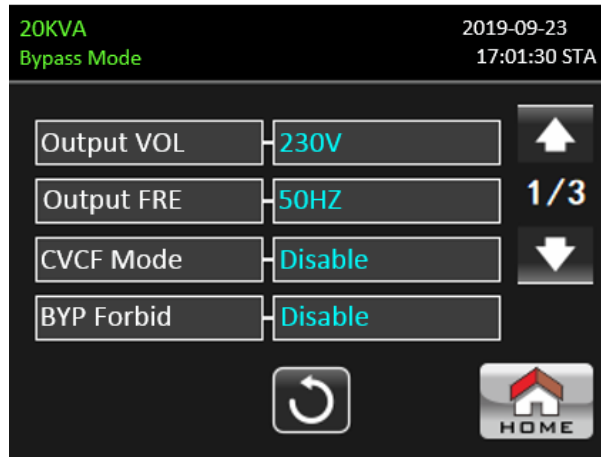 20KVA 2019-09-23
Bypass Mode 17:01:30 STA
Output VOL 230V
Output FRE 50HZ
1/3
CVCF Mode Disable
BYP Forbid Disable
HOME